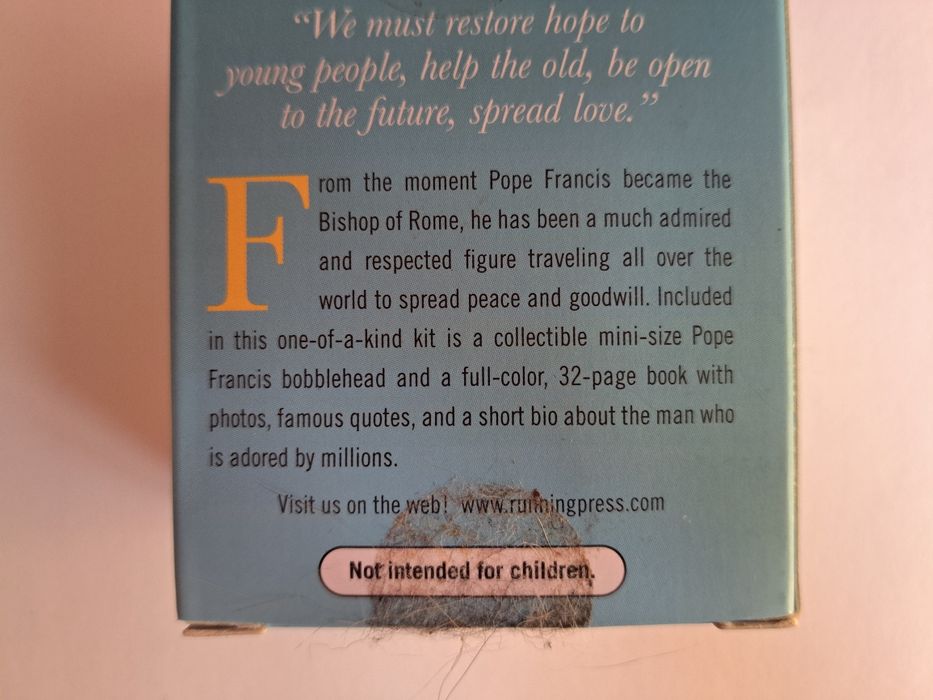 “We must restore hope to
young people, help the old, be open
to the future, spread love.”
From the moment Pope Francis became the
Bishop of Rome, he has been a much admired
and respected figure traveling all over the
world to spread peace and goodwill. Included
in this one-of-a-kind kit is a collectible mini-size Pope
Francis bobblehead and a full-color, 32-page book with
photos, famous quotes, and a short bio about the man who
is adored by millions.
Visit us on the web! www.runningpress.com
Not intended for children.